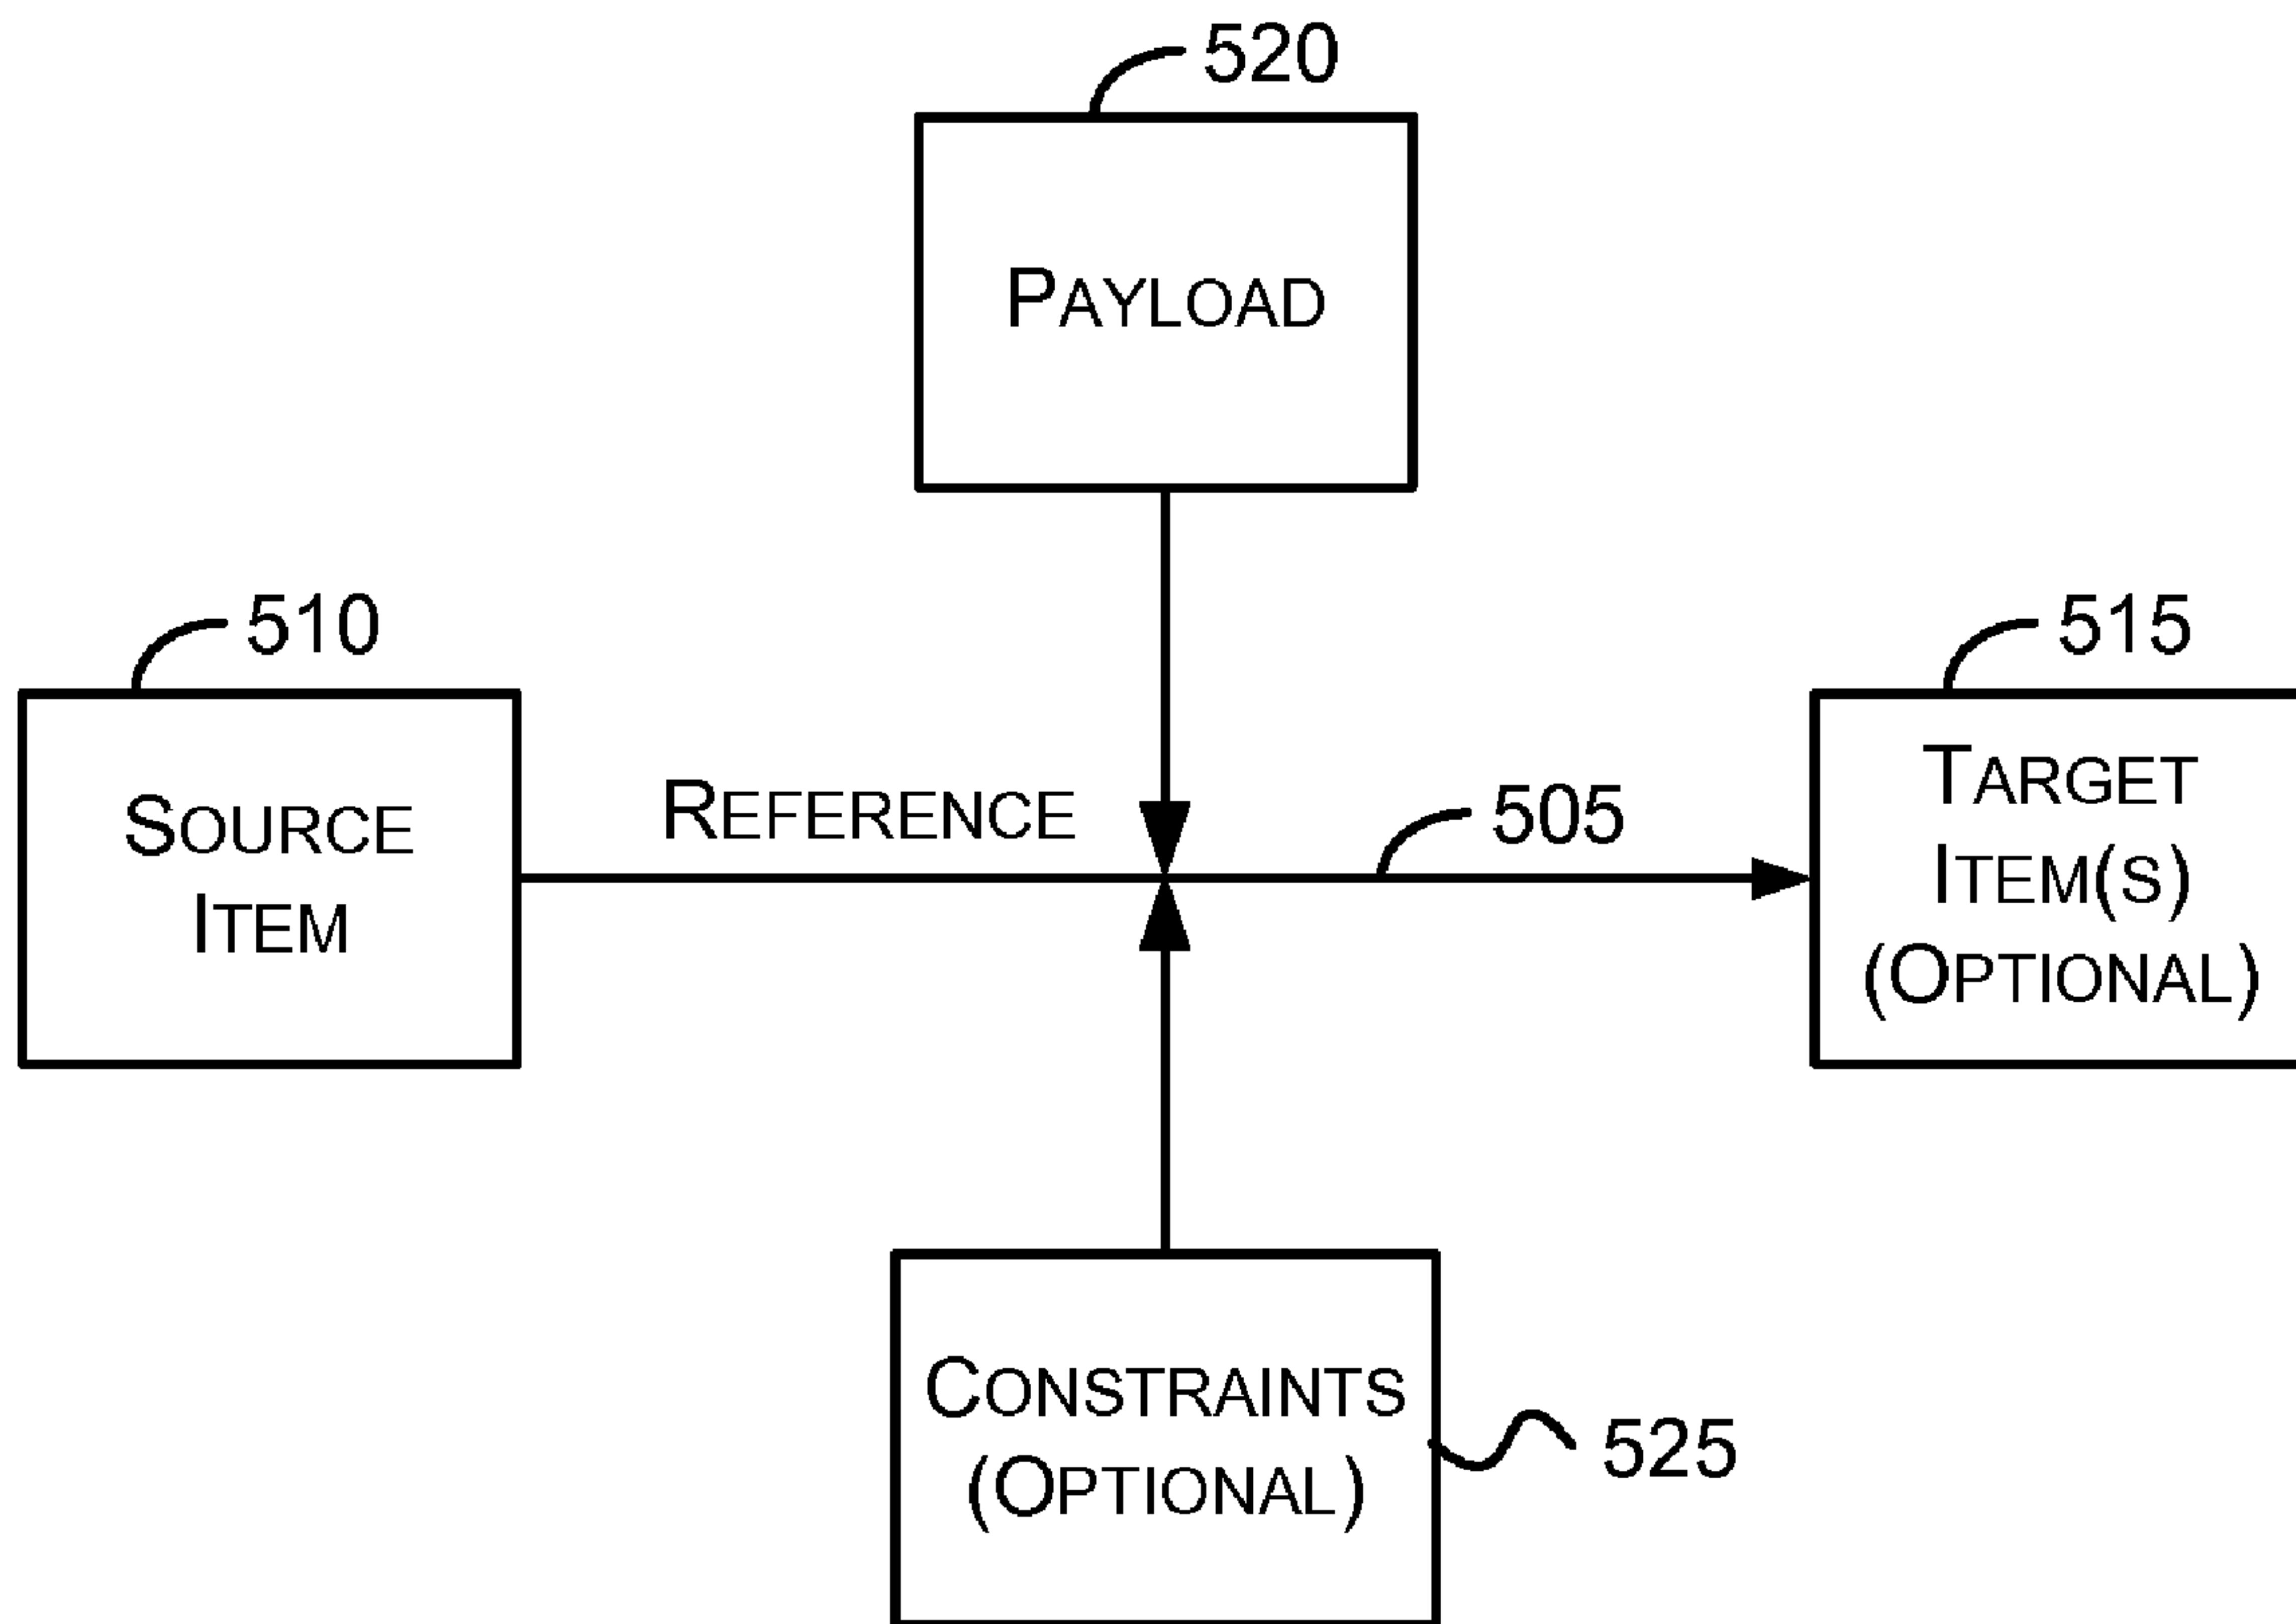 520
PAYLOAD
510
515
SOURCE
ITEM
REFERENCE
505
TARGET
ITEM(S)
(OPTIONAL)
CONSTRAINTS
(OPTIONAL)
525